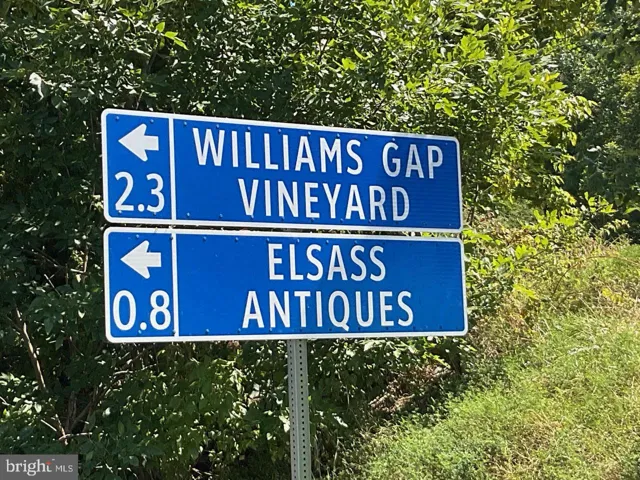 WILLIAMS GAP
VINEYARD
2.3
ELSASS
ANTIQUES
0.8
bright MLS